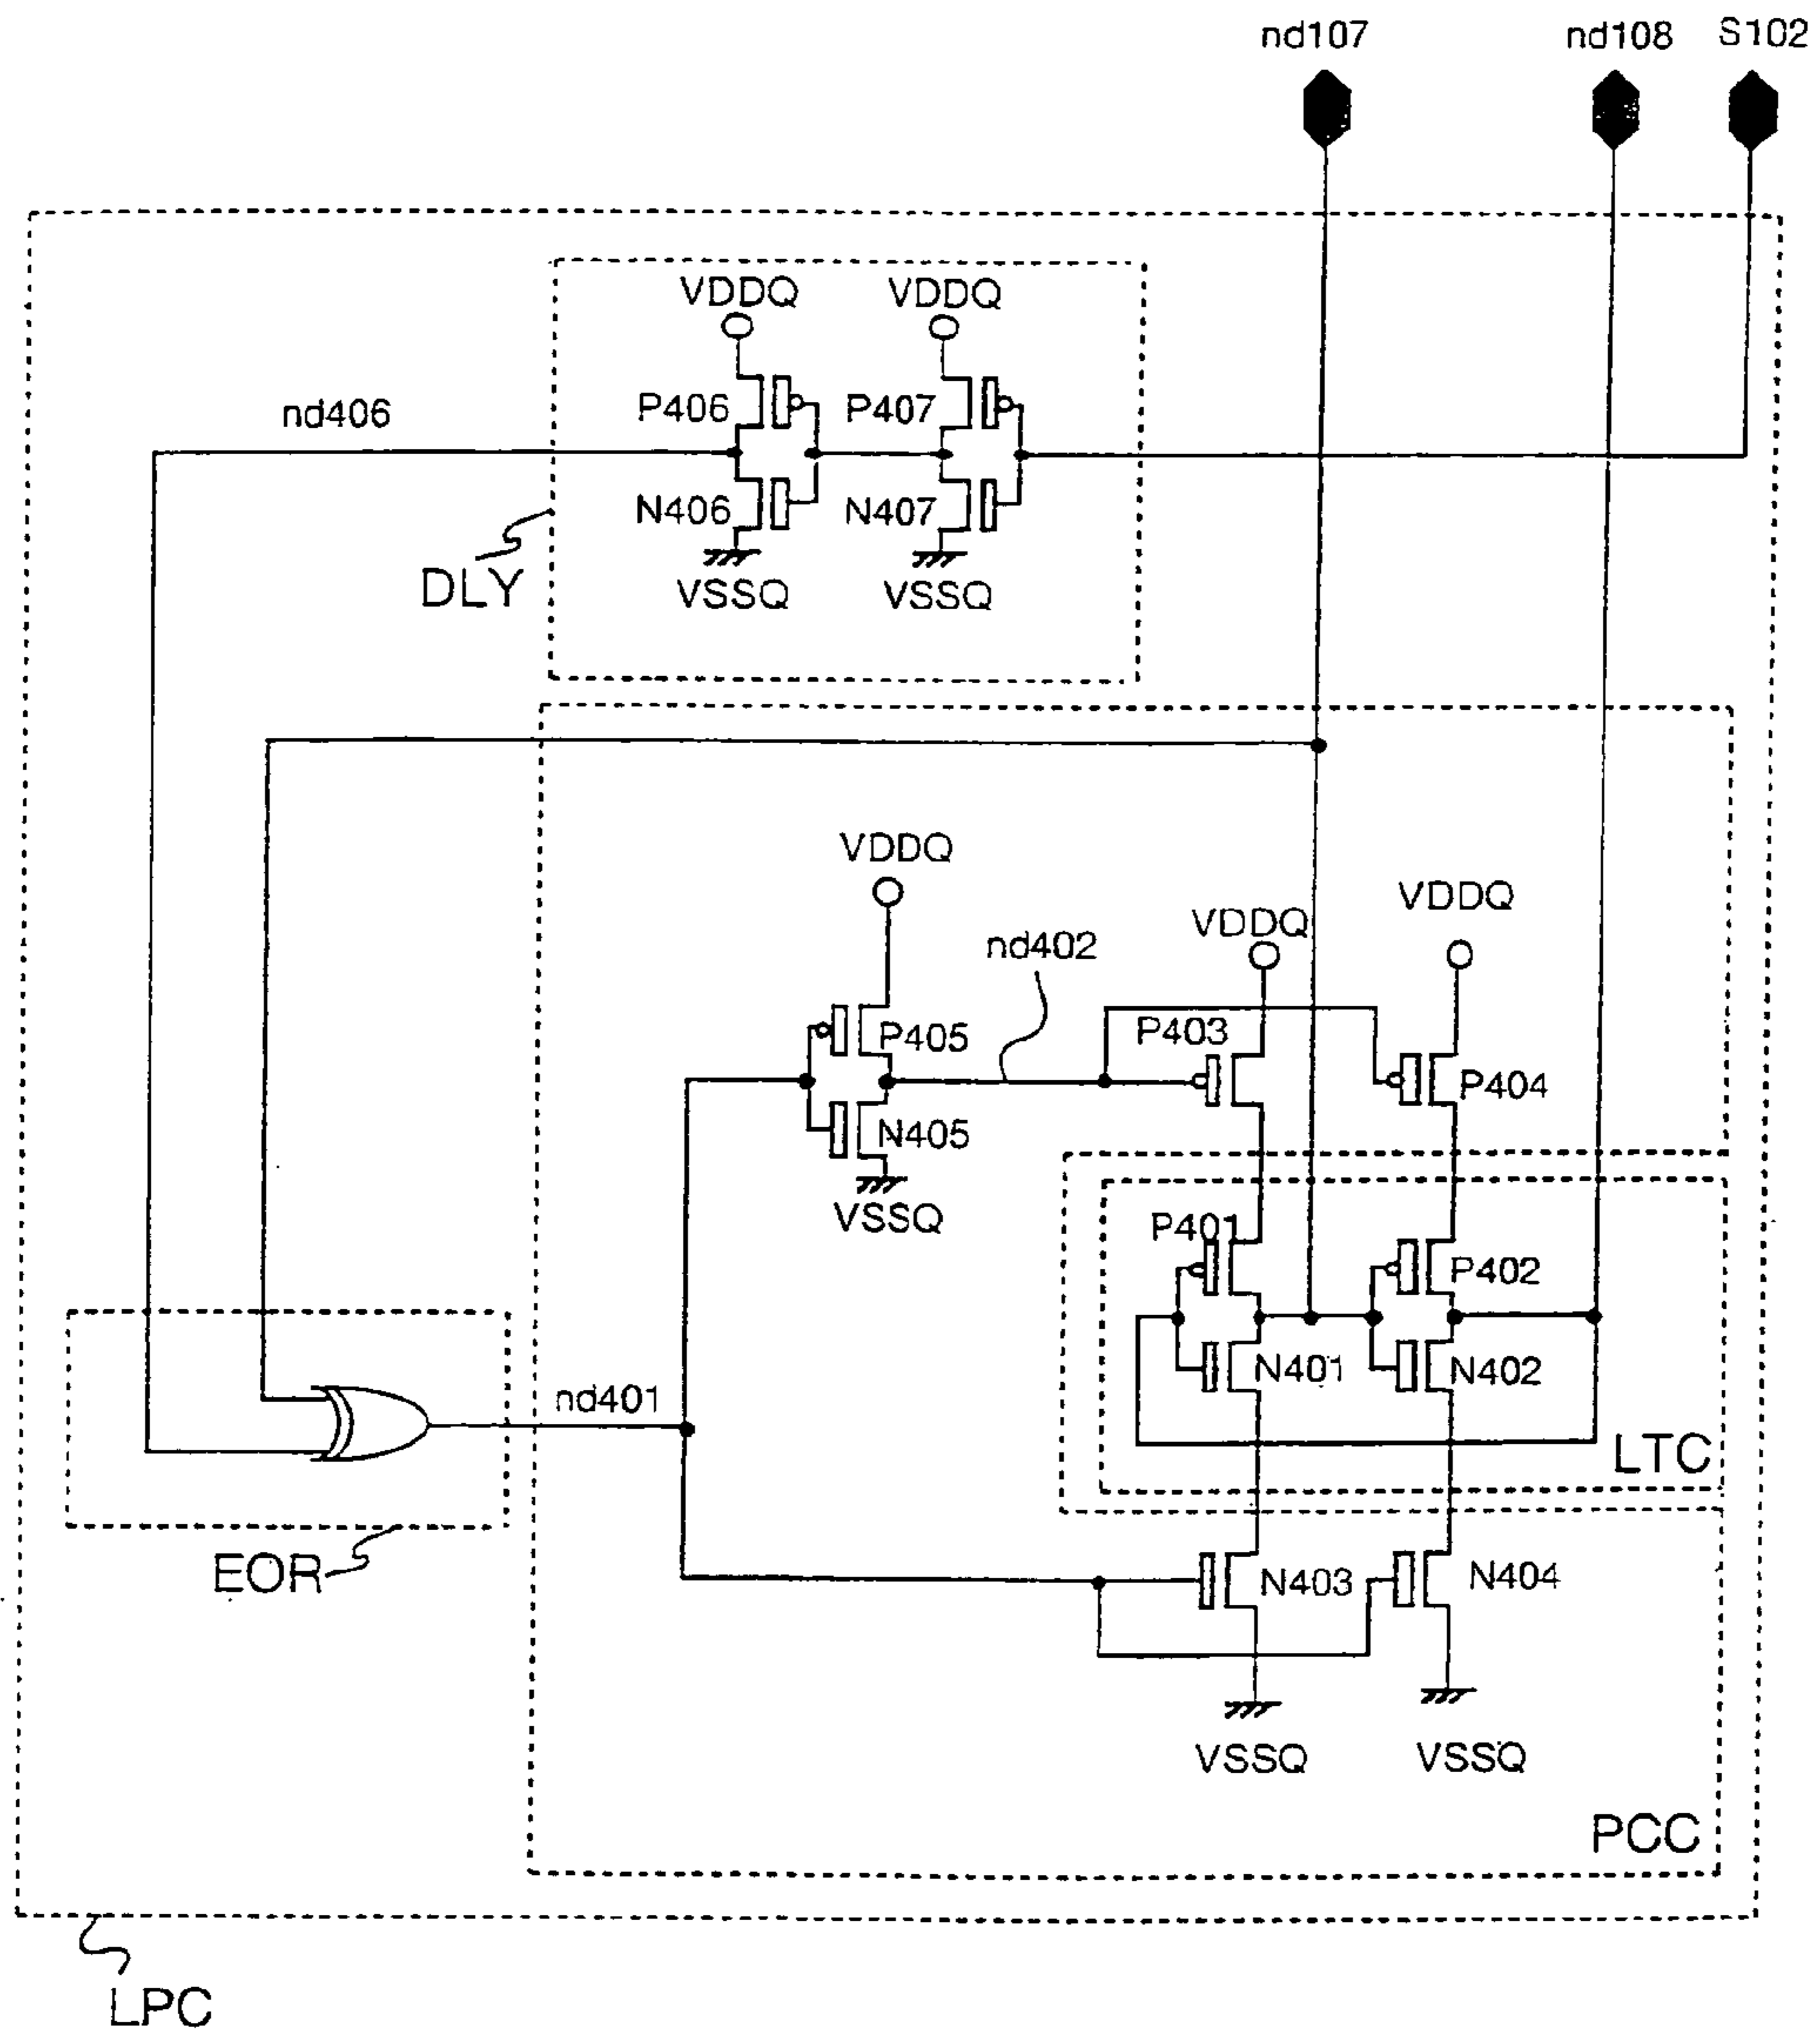 nd107 nd108 S102
VDDQ VDDQ
nd406 P406 P407
N406 N407
DLY VSSQ VSSQ
VDDQ VDDQ VDDQ
nd402
P405 P403 P404
N405
VSSQ
P401 P402
N401 N402
nd401
LTC
EOR N403 N404
VSSQ VSSQ
PCC
LPC